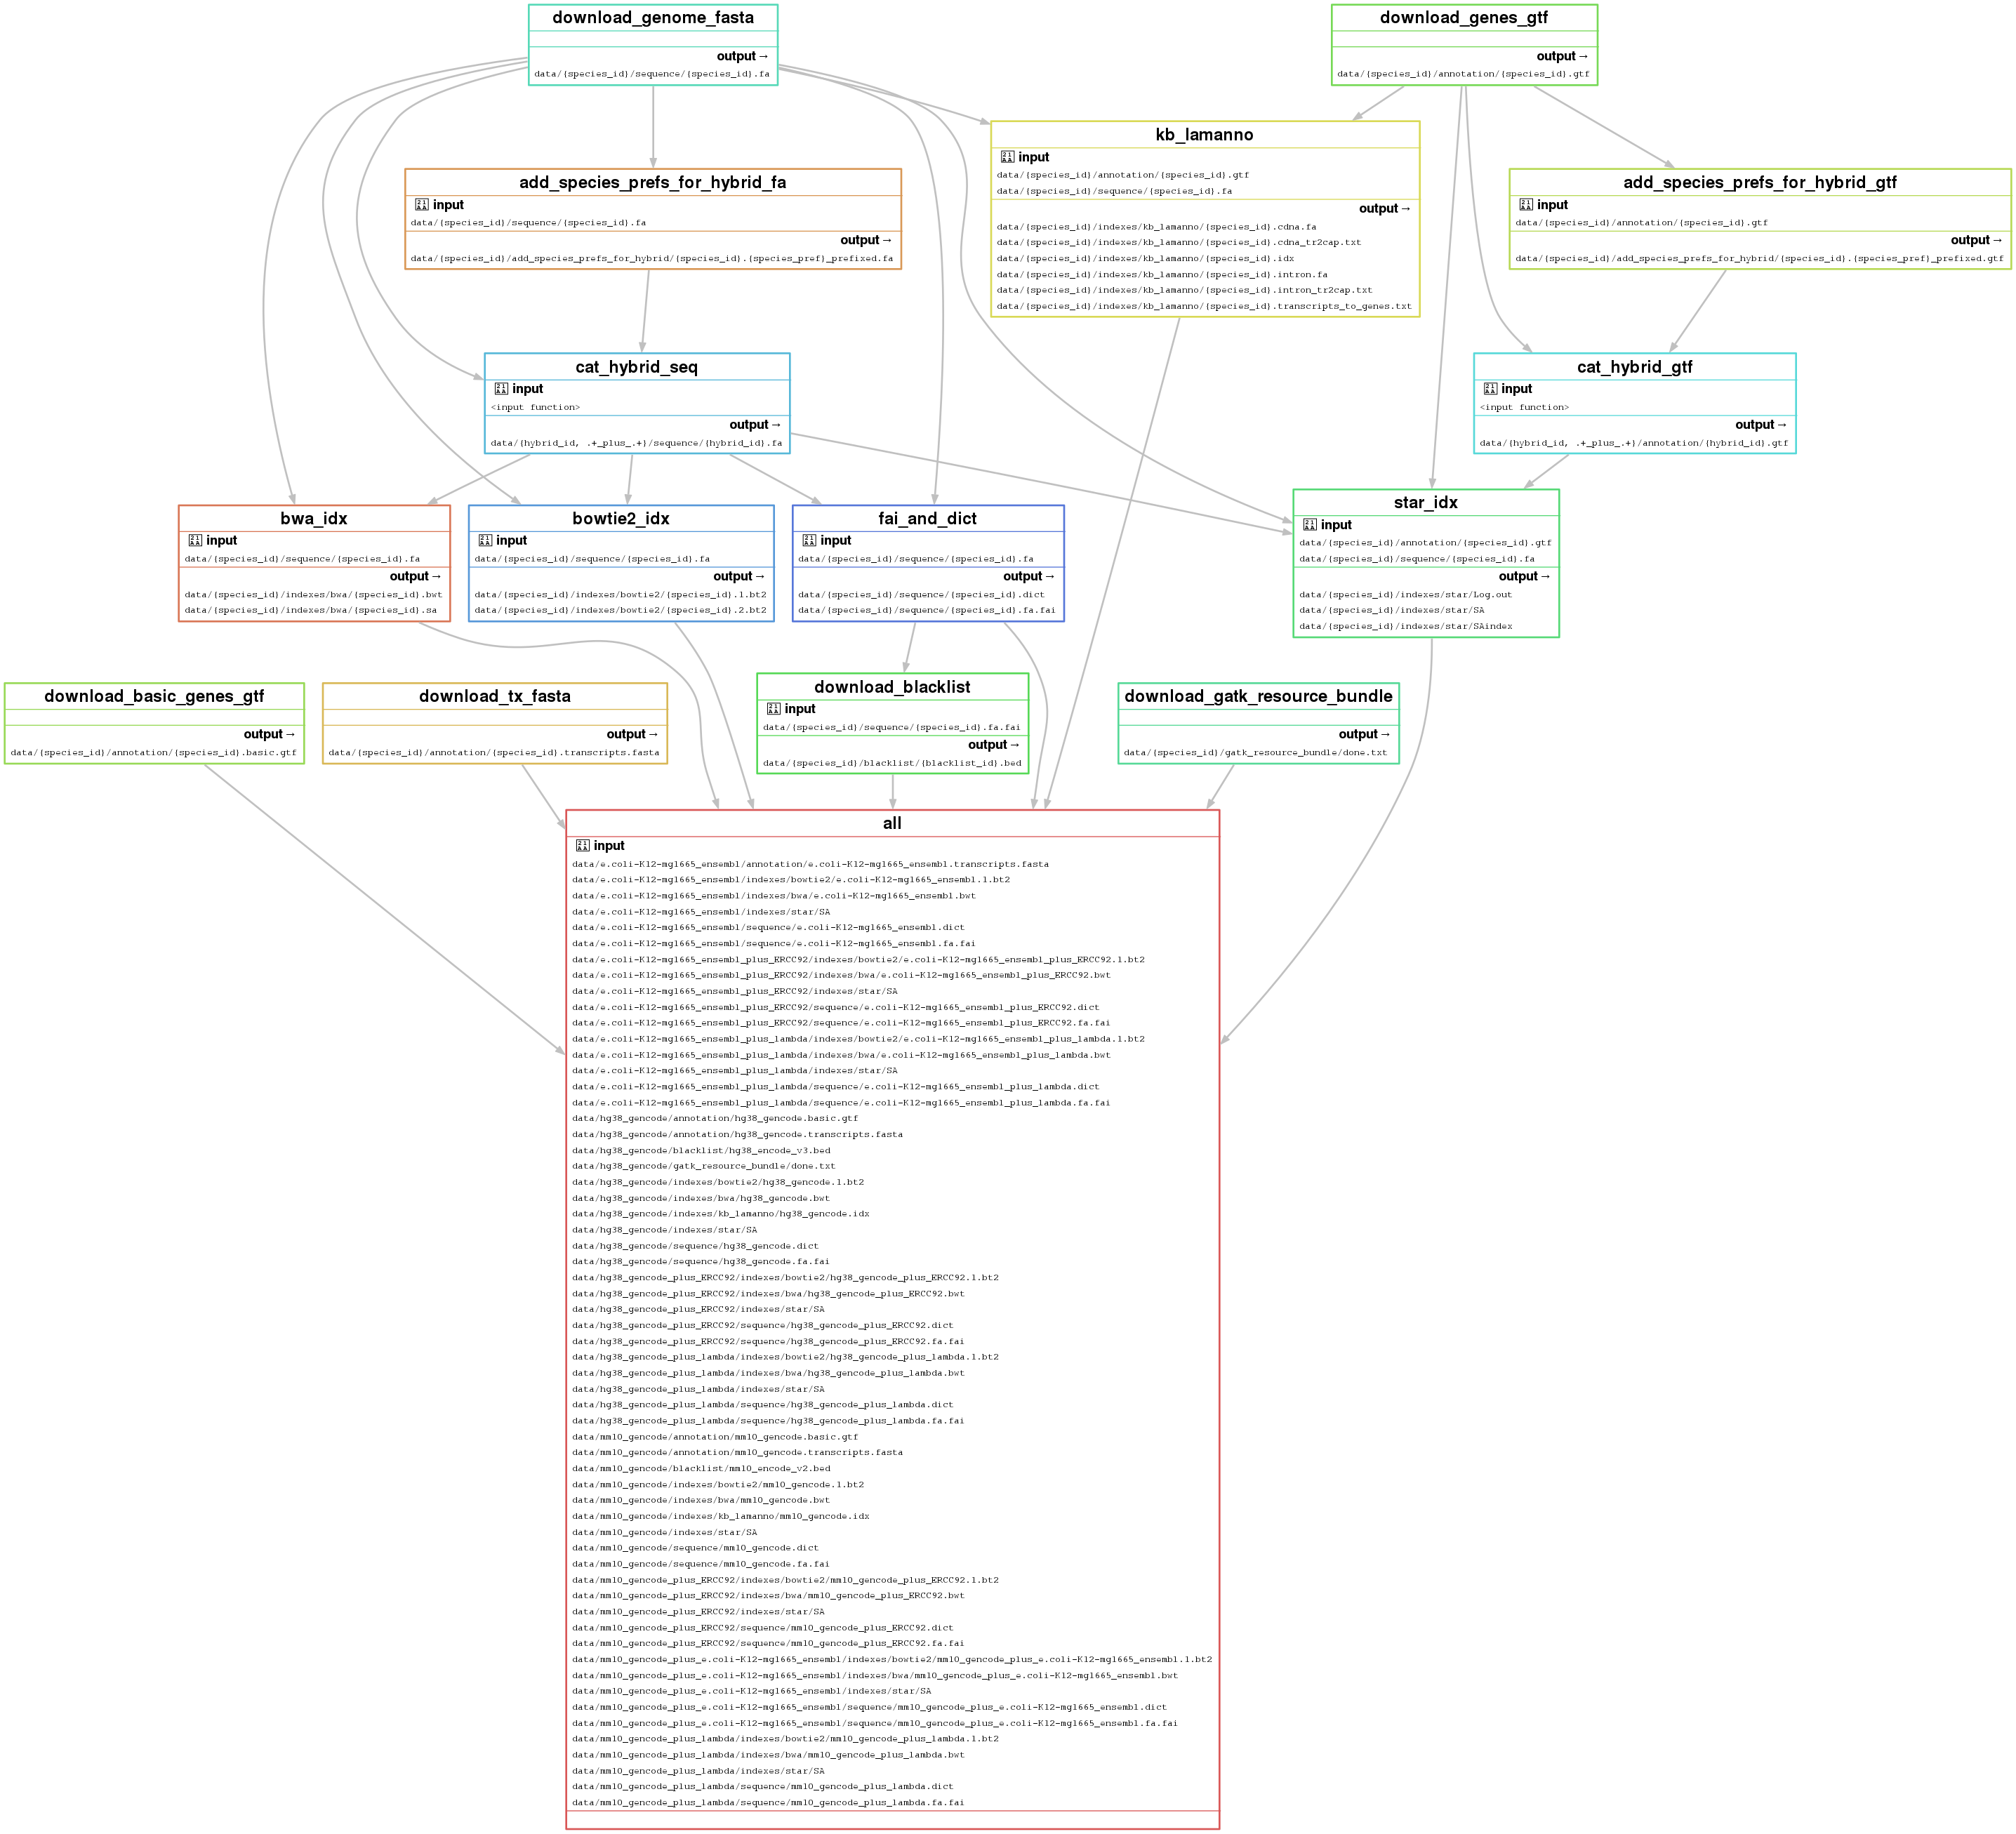 download_genome_fasta
output →
data/{species_id}/sequence/{species_id}.fa
download_genes_gtf
output →
data/{species_id}/annotation/{species_id}.gtf
kb_lamanno
input
data/{species_id}/annotation/{species_id}.gtf
data/{species_id}/sequence/{species_id}.fa
output →
data/{species_id}/indexes/kb_lamanno/{species_id}.cdna.fa
data/{species_id}/indexes/kb_lamanno/{species_id}.cdna_tr2cap.txt
data/{species_id}/indexes/kb_lamanno/{species_id}.idx
data/{species_id}/indexes/kb_lamanno/{species_id}.intron.fa
data/{species_id}/indexes/kb_lamanno/{species_id}.intron_tr2cap.txt
data/{species_id}/indexes/kb_lamanno/{species_id}.transcripts_to_genes.txt
add_species_prefs_for_hybrid_fa
input
data/{species_id}/sequence/{species_id}.fa
output →
data/{species_id}/add_species_prefs_for_hybrid/{species_id}.{species_pref}_prefixed.fa
add_species_prefs_for_hybrid_gtf
input
data/{species_id}/annotation/{species_id}.gtf
output →
data/{species_id}/add_species_prefs_for_hybrid/{species_id}.{species_pref}_prefixed.gtf
cat_hybrid_seq
input
<input function>
output →
data/{hybrid_id, .+_plus_.+}/sequence/{hybrid_id}.fa
cat_hybrid_gtf
input
<input function>
output →
data/{hybrid_id, .+_plus_.+}/annotation/{hybrid_id}.gtf
bwa_idx
input
data/{species_id}/sequence/{species_id}.fa
output →
data/{species_id}/indexes/bwa/{species_id}.bwt
data/{species_id}/indexes/bwa/{species_id}.sa
bowtie2_idx
input
data/{species_id}/sequence/{species_id}.fa
output →
data/{species_id}/indexes/bowtie2/{species_id}.1.bt2
data/{species_id}/indexes/bowtie2/{species_id}.2.bt2
fai_and_dict
input
data/{species_id}/sequence/{species_id}.fa
output →
data/{species_id}/sequence/{species_id}.dict
data/{species_id}/sequence/{species_id}.fa.fai
star_idx
input
data/{species_id}/annotation/{species_id}.gtf
data/{species_id}/sequence/{species_id}.fa
output →
data/{species_id}/indexes/star/Log.out
data/{species_id}/indexes/star/SA
data/{species_id}/indexes/star/SAindex
download_basic_genes_gtf
output →
data/{species_id}/annotation/{species_id}.basic.gtf
download_tx_fasta
output →
data/{species_id}/annotation/{species_id}.transcripts.fasta
download_blacklist
input
data/{species_id}/sequence/{species_id}.fa.fai
output →
data/{species_id}/blacklist/{blacklist_id}.bed
download_gatk_resource_bundle
output →
data/{species_id}/gatk_resource_bundle/done.txt
all
input
data/e.coli-K12-mg1665_ensembl/annotation/e.coli-K12-mg1665_ensembl.transcripts.fasta
data/e.coli-K12-mg1665_ensembl/indexes/bowtie2/e.coli-K12-mg1665_ensembl.1.bt2
data/e.coli-K12-mg1665_ensembl/indexes/bwa/e.coli-K12-mg1665_ensembl.bwt
data/e.coli-K12-mg1665_ensembl/indexes/star/SA
data/e.coli-K12-mg1665_ensembl/sequence/e.coli-K12-mg1665_ensembl.dict
data/e.coli-K12-mg1665_ensembl/sequence/e.coli-K12-mg1665_ensembl.fa.fai
data/e.coli-K12-mg1665_ensembl_plus_ERCC92/indexes/bowtie2/e.coli-K12-mg1665_ensembl_plus_ERCC92.1.bt2
data/e.coli-K12-mg1665_ensembl_plus_ERCC92/indexes/bwa/e.coli-K12-mg1665_ensembl_plus_ERCC92.bwt
data/e.coli-K12-mg1665_ensembl_plus_ERCC92/indexes/star/SA
data/e.coli-K12-mg1665_ensembl_plus_ERCC92/sequence/e.coli-K12-mg1665_ensembl_plus_ERCC92.dict
data/e.coli-K12-mg1665_ensembl_plus_ERCC92/sequence/e.coli-K12-mg1665_ensembl_plus_ERCC92.fa.fai
data/e.coli-K12-mg1665_ensembl_plus_lambda/indexes/bowtie2/e.coli-K12-mg1665_ensembl_plus_lambda.1.bt2
data/e.coli-K12-mg1665_ensembl_plus_lambda/indexes/bwa/e.coli-K12-mg1665_ensembl_plus_lambda.bwt
data/e.coli-K12-mg1665_ensembl_plus_lambda/indexes/star/SA
data/e.coli-K12-mg1665_ensembl_plus_lambda/sequence/e.coli-K12-mg1665_ensembl_plus_lambda.dict
data/e.coli-K12-mg1665_ensembl_plus_lambda/sequence/e.coli-K12-mg1665_ensembl_plus_lambda.fa.fai
data/hg38_gencode/annotation/hg38_gencode.basic.gtf
data/hg38_gencode/annotation/hg38_gencode.transcripts.fasta
data/hg38_gencode/blacklist/hg38_encode_v3.bed
data/hg38_gencode/gatk_resource_bundle/done.txt
data/hg38_gencode/indexes/bowtie2/hg38_gencode.1.bt2
data/hg38_gencode/indexes/bwa/hg38_gencode.bwt
data/hg38_gencode/indexes/kb_lamanno/hg38_gencode.idx
data/hg38_gencode/indexes/star/SA
data/hg38_gencode/sequence/hg38_gencode.dict
data/hg38_gencode/sequence/hg38_gencode.fa.fai
data/hg38_gencode_plus_ERCC92/indexes/bowtie2/hg38_gencode_plus_ERCC92.1.bt2
data/hg38_gencode_plus_ERCC92/indexes/bwa/hg38_gencode_plus_ERCC92.bwt
data/hg38_gencode_plus_ERCC92/indexes/star/SA
data/hg38_gencode_plus_ERCC92/sequence/hg38_gencode_plus_ERCC92.dict
data/hg38_gencode_plus_ERCC92/sequence/hg38_gencode_plus_ERCC92.fa.fai
data/hg38_gencode_plus_lambda/indexes/bowtie2/hg38_gencode_plus_lambda.1.bt2
data/hg38_gencode_plus_lambda/indexes/bwa/hg38_gencode_plus_lambda.bwt
data/hg38_gencode_plus_lambda/indexes/star/SA
data/hg38_gencode_plus_lambda/sequence/hg38_gencode_plus_lambda.dict
data/hg38_gencode_plus_lambda/sequence/hg38_gencode_plus_lambda.fa.fai
data/mm10_gencode/annotation/mm10_gencode.basic.gtf
data/mm10_gencode/annotation/mm10_gencode.transcripts.fasta
data/mm10_gencode/blacklist/mm10_encode_v2.bed
data/mm10_gencode/indexes/bowtie2/mm10_gencode.1.bt2
data/mm10_gencode/indexes/bwa/mm10_gencode.bwt
data/mm10_gencode/indexes/kb_lamanno/mm10_gencode.idx
data/mm10_gencode/indexes/star/SA
data/mm10_gencode/sequence/mm10_gencode.dict
data/mm10_gencode/sequence/mm10_gencode.fa.fai
data/mm10_gencode_plus_ERCC92/indexes/bowtie2/mm10_gencode_plus_ERCC92.1.bt2
data/mm10_gencode_plus_ERCC92/indexes/bwa/mm10_gencode_plus_ERCC92.bwt
data/mm10_gencode_plus_ERCC92/indexes/star/SA
data/mm10_gencode_plus_ERCC92/sequence/mm10_gencode_plus_ERCC92.dict
data/mm10_gencode_plus_ERCC92/sequence/mm10_gencode_plus_ERCC92.fa.fai
data/mm10_gencode_plus_e.coli-K12-mg1665_ensembl/indexes/bowtie2/mm10_gencode_plus_e.coli-K12-mg1665_ensembl.1.bt2
data/mm10_gencode_plus_e.coli-K12-mg1665_ensembl/indexes/bwa/mm10_gencode_plus_e.coli-K12-mg1665_ensembl.bwt
data/mm10_gencode_plus_e.coli-K12-mg1665_ensembl/indexes/star/SA
data/mm10_gencode_plus_e.coli-K12-mg1665_ensembl/sequence/mm10_gencode_plus_e.coli-K12-mg1665_ensembl.dict
data/mm10_gencode_plus_e.coli-K12-mg1665_ensembl/sequence/mm10_gencode_plus_e.coli-K12-mg1665_ensembl.fa.fai
data/mm10_gencode_plus_lambda/indexes/bowtie2/mm10_gencode_plus_lambda.1.bt2
data/mm10_gencode_plus_lambda/indexes/bwa/mm10_gencode_plus_lambda.bwt
data/mm10_gencode_plus_lambda/indexes/star/SA
data/mm10_gencode_plus_lambda/sequence/mm10_gencode_plus_lambda.dict
data/mm10_gencode_plus_lambda/sequence/mm10_gencode_plus_lambda.fa.fai